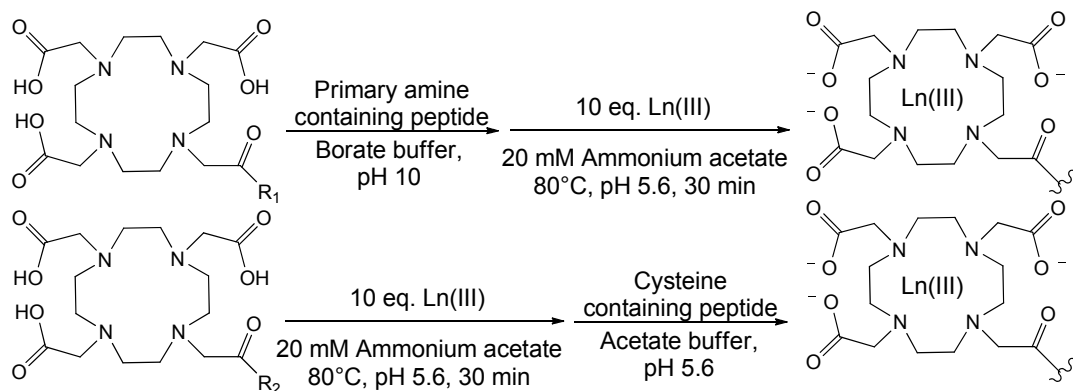 O O
N N
HO OH
HO O
N N
O
R1
Primary amine
containing peptide
Borate buffer,
pH 10
10 eq. Ln(III)
20 mM Ammonium acetate
80°C, pH 5.6, 30 min
O O
N N
−O O−
Ln(III)
−O O
N N
O
O O
N N
HO OH
HO O
N N
O
R2
10 eq. Ln(III)
20 mM Ammonium acetate
80°C, pH 5.6, 30 min
Cysteine
containing peptide
Acetate buffer,
pH 5.6
O O
N N
−O O−
Ln(III)
−O O
N N
O